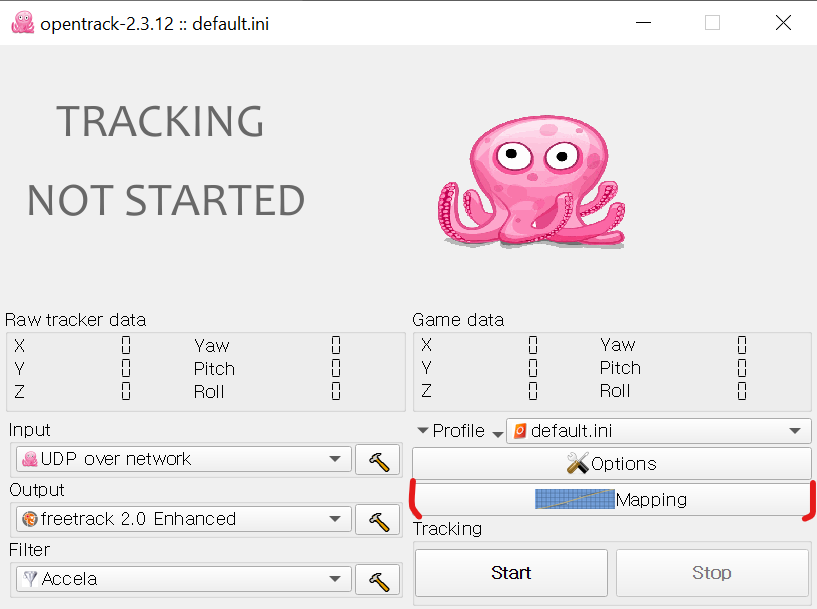 opentrack-2.3.12 :: default.ini
TRACKING
NOT STARTED
Raw tracker data
X 0 Yaw 0
Y 0 Pitch 0
Z 0 Roll 0
Game data
X 0 Yaw 0
Y 0 Pitch 0
Z 0 Roll 0
Input
UDP over network
Output
freetrack 2.0 Enhanced
Filter
Accela
Profile default.ini
Options
Mapping
Tracking
Start Stop